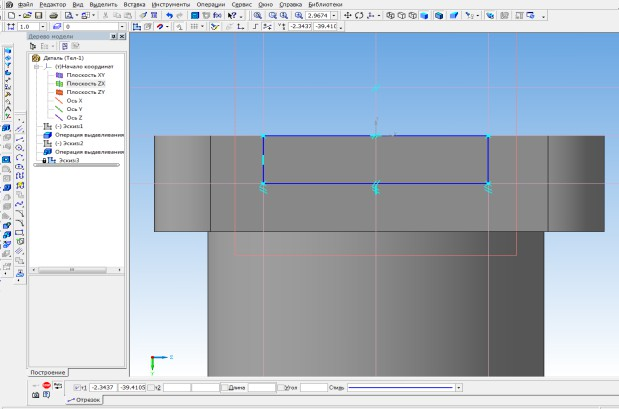 Файл Редактор Вид Выделить Вставка Инструменты Операции Сервис Окно Справка Библиотеки
2.9674
1.0 0 -2.3437 -39.410
Дерево модели
Деталь (Тел-1)
(т)Начало координат
Плоскость XY
Плоскость ZX
Плоскость ZY
Ось X
Ось Y
Ось Z
(-) Эскиз1
Операция выдавливания
(-) Эскиз2
Операция выдавливания
Эскиз3
Z
Y
Построение
т1 -2.3437 -39.4105 т2 Длина Угол Стиль
Отрезок